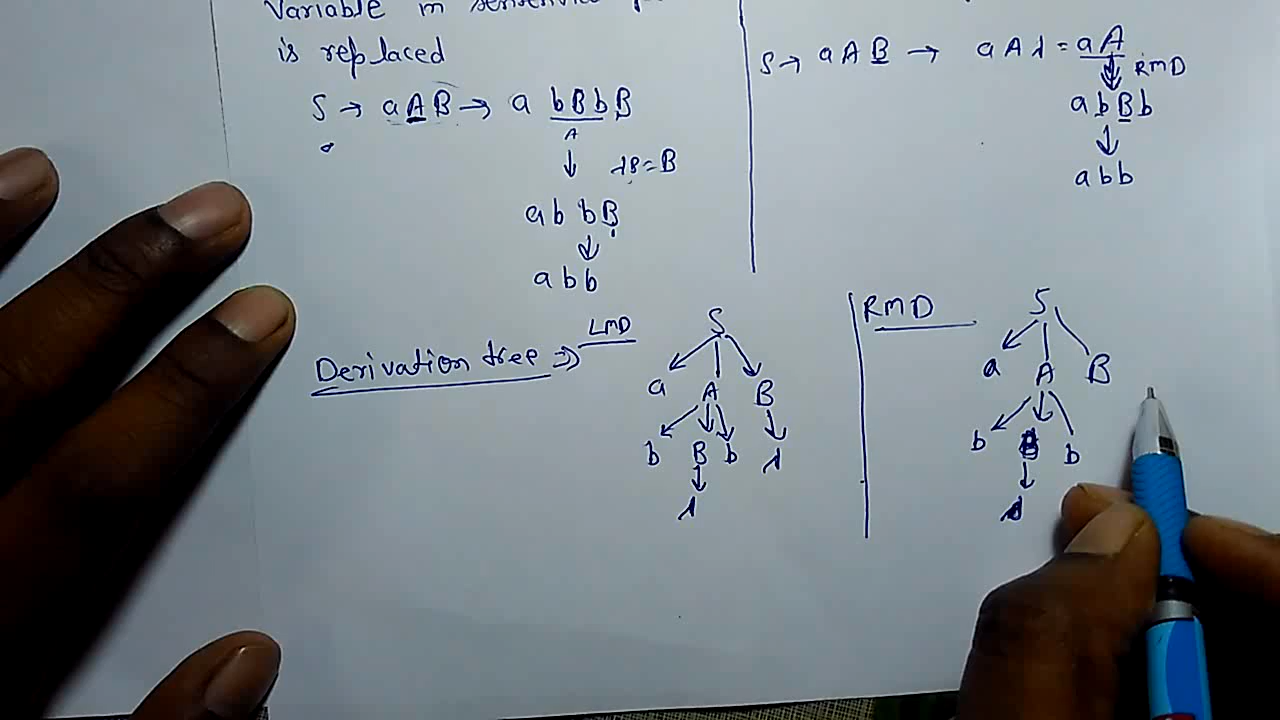 Variable in
is replaced
S → aAB → a bBbB
A
↓ λB=B
abbB
↓
abb
S → aAB → aAλ = aA
⇓ RMD
abBb
↓
abb
Derivation tree ⇒ LMD
S
a A B
b B b λ
λ
RMD
S
a A B
b B b
λ